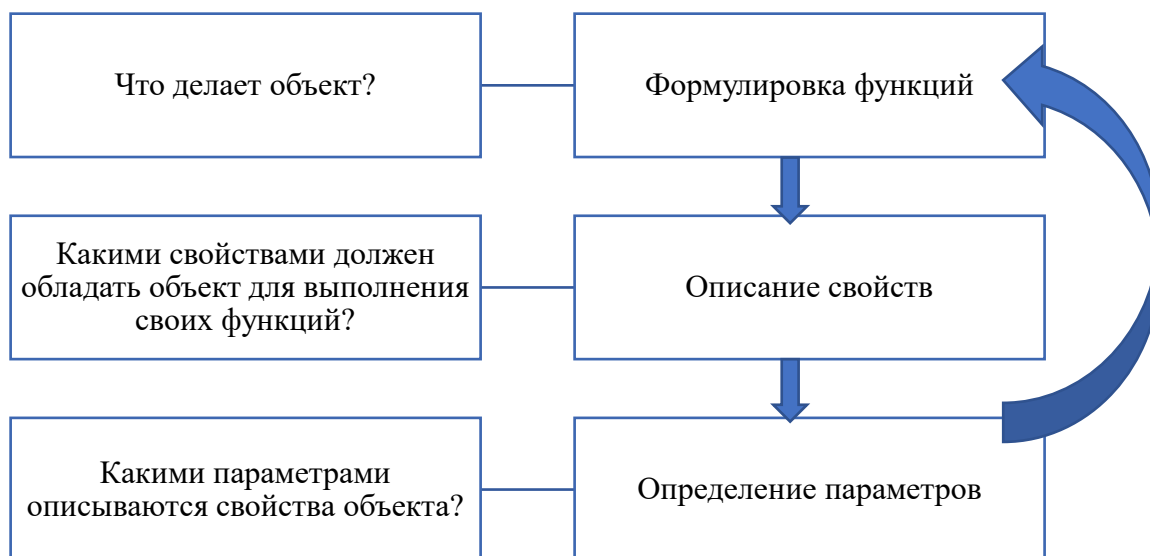 Что делает объект?
Формулировка функций
Какими свойствами должен
обладать объект для выполнения
своих функций?
Описание свойств
Какими параметрами
описываются свойства объекта?
Определение параметров